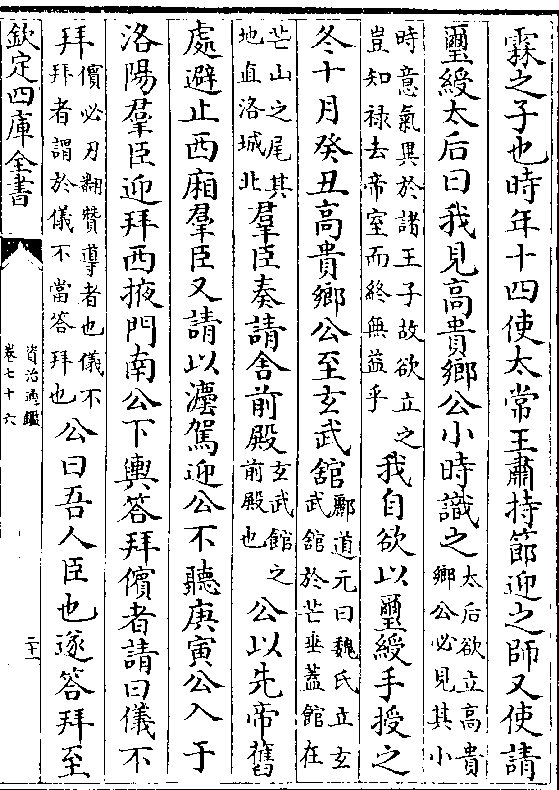 霖之子也時年十四使太常王肅持節迎之師又使請
璽綬太后曰我見高貴鄉公小時識之太后欲立高貴鄉公必見其小
時意氣異於諸王子故欲立之豈知禄去帝室而終無益乎我自欲以璽綬手授之
冬十月癸丑高貴鄉公至玄武舘酈道元曰魏氏立玄武舘於芒垂蓋館在
芒山之尾其地直洛城北羣臣奏請舍前殿玄武館之前殿也公以先帝舊
處避止西廂羣臣又請以灋駕迎公不聽庚寅公入于
洛陽羣臣迎拜西掖門南公下輿答拜儐者請曰儀不
拜儐必刃翻贊導者也儀不拜者謂於儀不當答拜也公曰吾人臣也遂答拜至
欽定四庫全書
資治通鑑
卷七十六
二十一